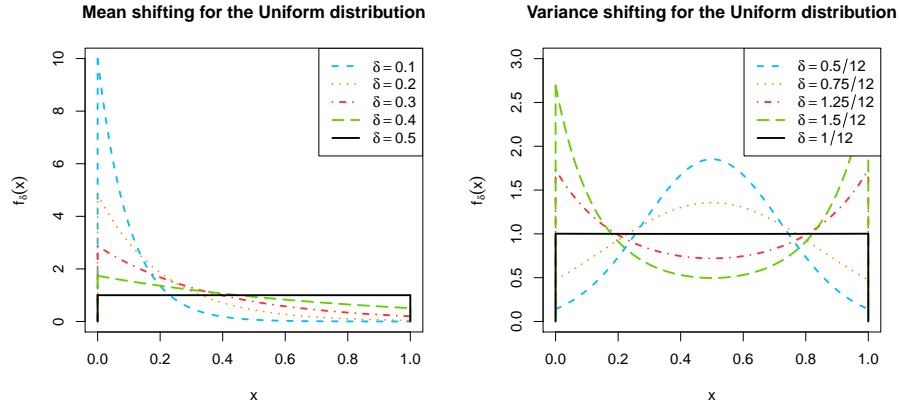 Mean shifting for the Uniform distribution
f_δ(x)
10
8
6
4
2
0
δ = 0.1
δ = 0.2
δ = 0.3
δ = 0.4
δ = 0.5
0.0 0.2 0.4 0.6 0.8 1.0
x
Variance shifting for the Uniform distribution
f_δ(x)
3.0
2.5
2.0
1.5
1.0
0.5
0.0
δ = 0.5/12
δ = 0.75/12
δ = 1.25/12
δ = 1.5/12
δ = 1/12
0.0 0.2 0.4 0.6 0.8 1.0
x